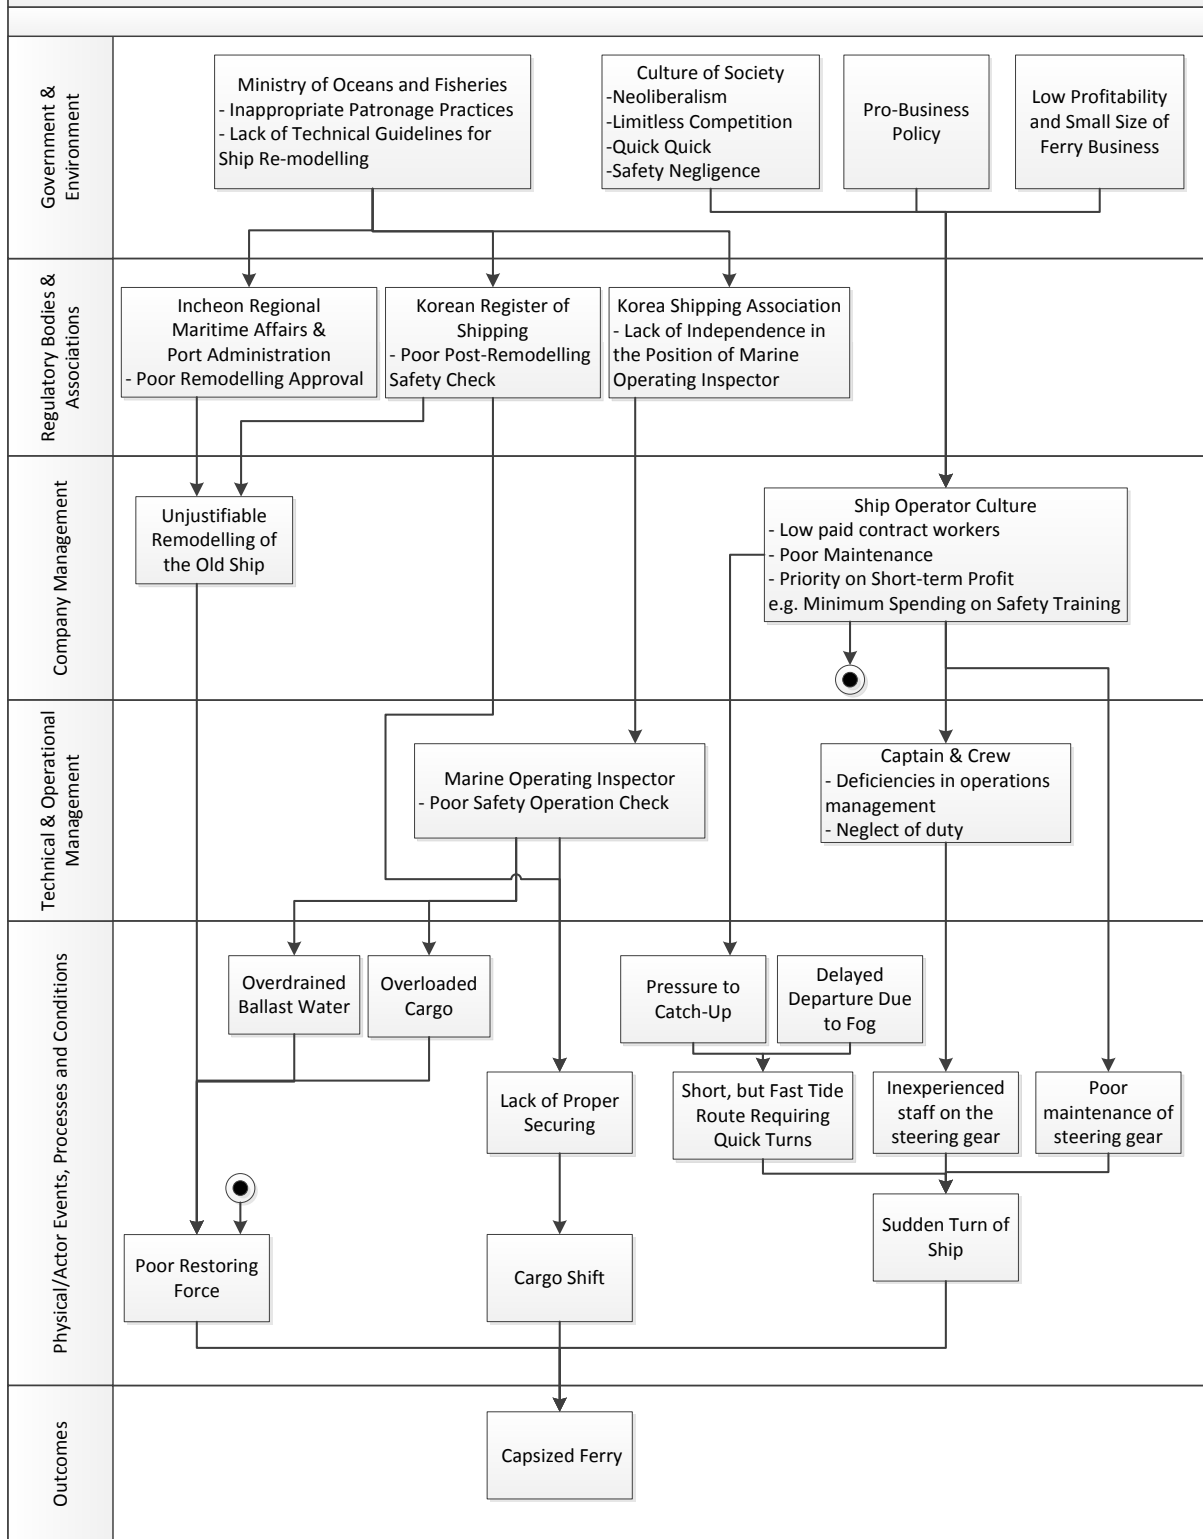 Government &
Environment
Ministry of Oceans and Fisheries
- Inappropriate Patronage Practices
- Lack of Technical Guidelines for
Ship Re-modelling
Culture of Society
-Neoliberalism
-Limitless Competition
-Quick Quick
-Safety Negligence
Pro-Business
Policy
Low Profitability
and Small Size of
Ferry Business
Regulatory Bodies &
Associations
Incheon Regional
Maritime Affairs &
Port Administration
- Poor Remodelling Approval
Korean Register of
Shipping
- Poor Post-Remodelling
Safety Check
Korea Shipping Association
- Lack of Independence in
the Position of Marine
Operating Inspector
Company Management
Unjustifiable
Remodelling of
the Old Ship
Ship Operator Culture
- Low paid contract workers
- Poor Maintenance
- Priority on Short-term Profit
e.g. Minimum Spending on Safety Training
Technical & Operational
Management
Marine Operating Inspector
- Poor Safety Operation Check
Captain & Crew
- Deficiencies in operations
management
- Neglect of duty
Physical/Actor Events, Processes and Conditions
Overdrained
Ballast Water
Overloaded
Cargo
Pressure to
Catch-Up
Delayed
Departure Due
to Fog
Lack of Proper
Securing
Short, but Fast Tide
Route Requiring
Quick Turns
Inexperienced
staff on the
steering gear
Poor
maintenance of
steering gear
Poor Restoring
Force
Cargo Shift
Sudden Turn of
Ship
Outcomes
Capsized Ferry